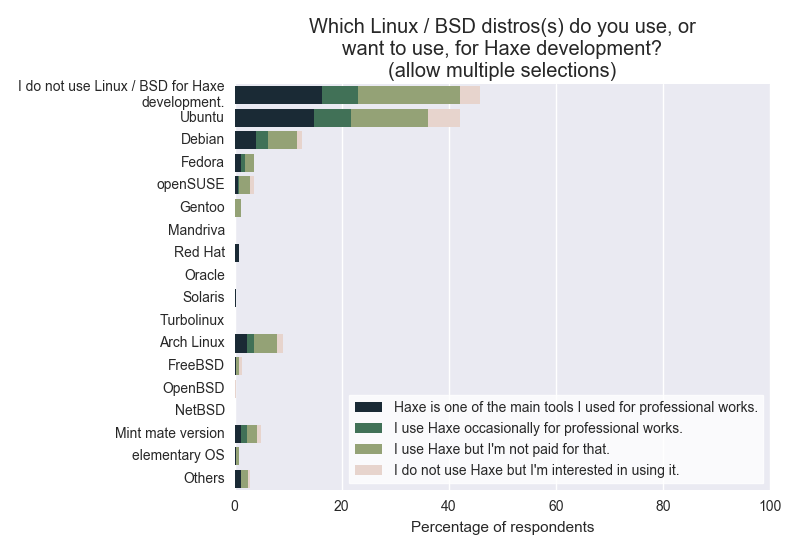 Which Linux / BSD distros(s) do you use, or
want to use, for Haxe development?
(allow multiple selections)
I do not use Linux / BSD for Haxe
development.
Ubuntu
Debian
Fedora
openSUSE
Gentoo
Mandriva
Red Hat
Oracle
Solaris
Turbolinux
Arch Linux
FreeBSD
OpenBSD
NetBSD
Mint mate version
elementary OS
Others
Haxe is one of the main tools I used for professional works.
I use Haxe occasionally for professional works.
I use Haxe but I'm not paid for that.
I do not use Haxe but I'm interested in using it.
0 20 40 60 80 100
Percentage of respondents